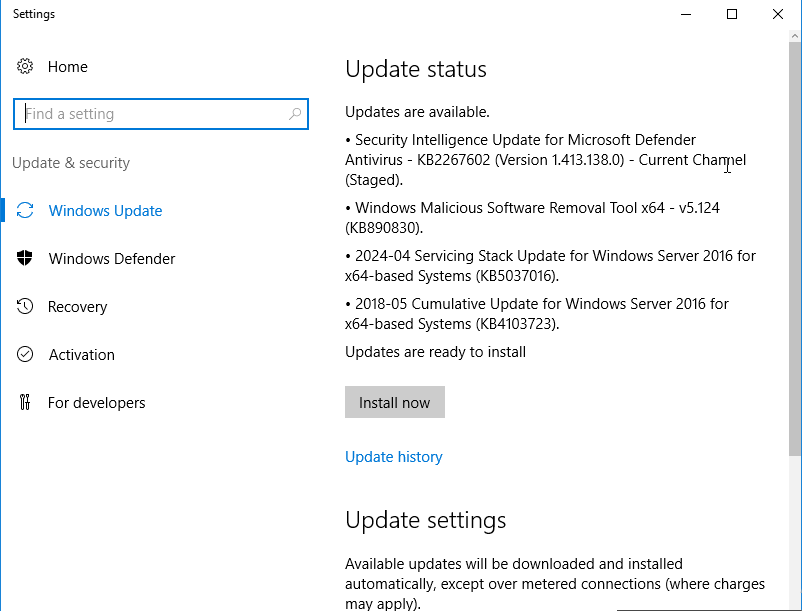 Settings
Home
Find a setting
Update & security
Windows Update
Windows Defender
Recovery
Activation
For developers
Update status
Updates are available.
• Security Intelligence Update for Microsoft Defender
Antivirus - KB2267602 (Version 1.413.138.0) - Current Channel
(Staged).
• Windows Malicious Software Removal Tool x64 - v5.124
(KB890830).
• 2024-04 Servicing Stack Update for Windows Server 2016 for
x64-based Systems (KB5037016).
• 2018-05 Cumulative Update for Windows Server 2016 for
x64-based Systems (KB4103723).
Updates are ready to install
Install now
Update history
Update settings
Available updates will be downloaded and installed
automatically, except over metered connections (where charges
may apply).